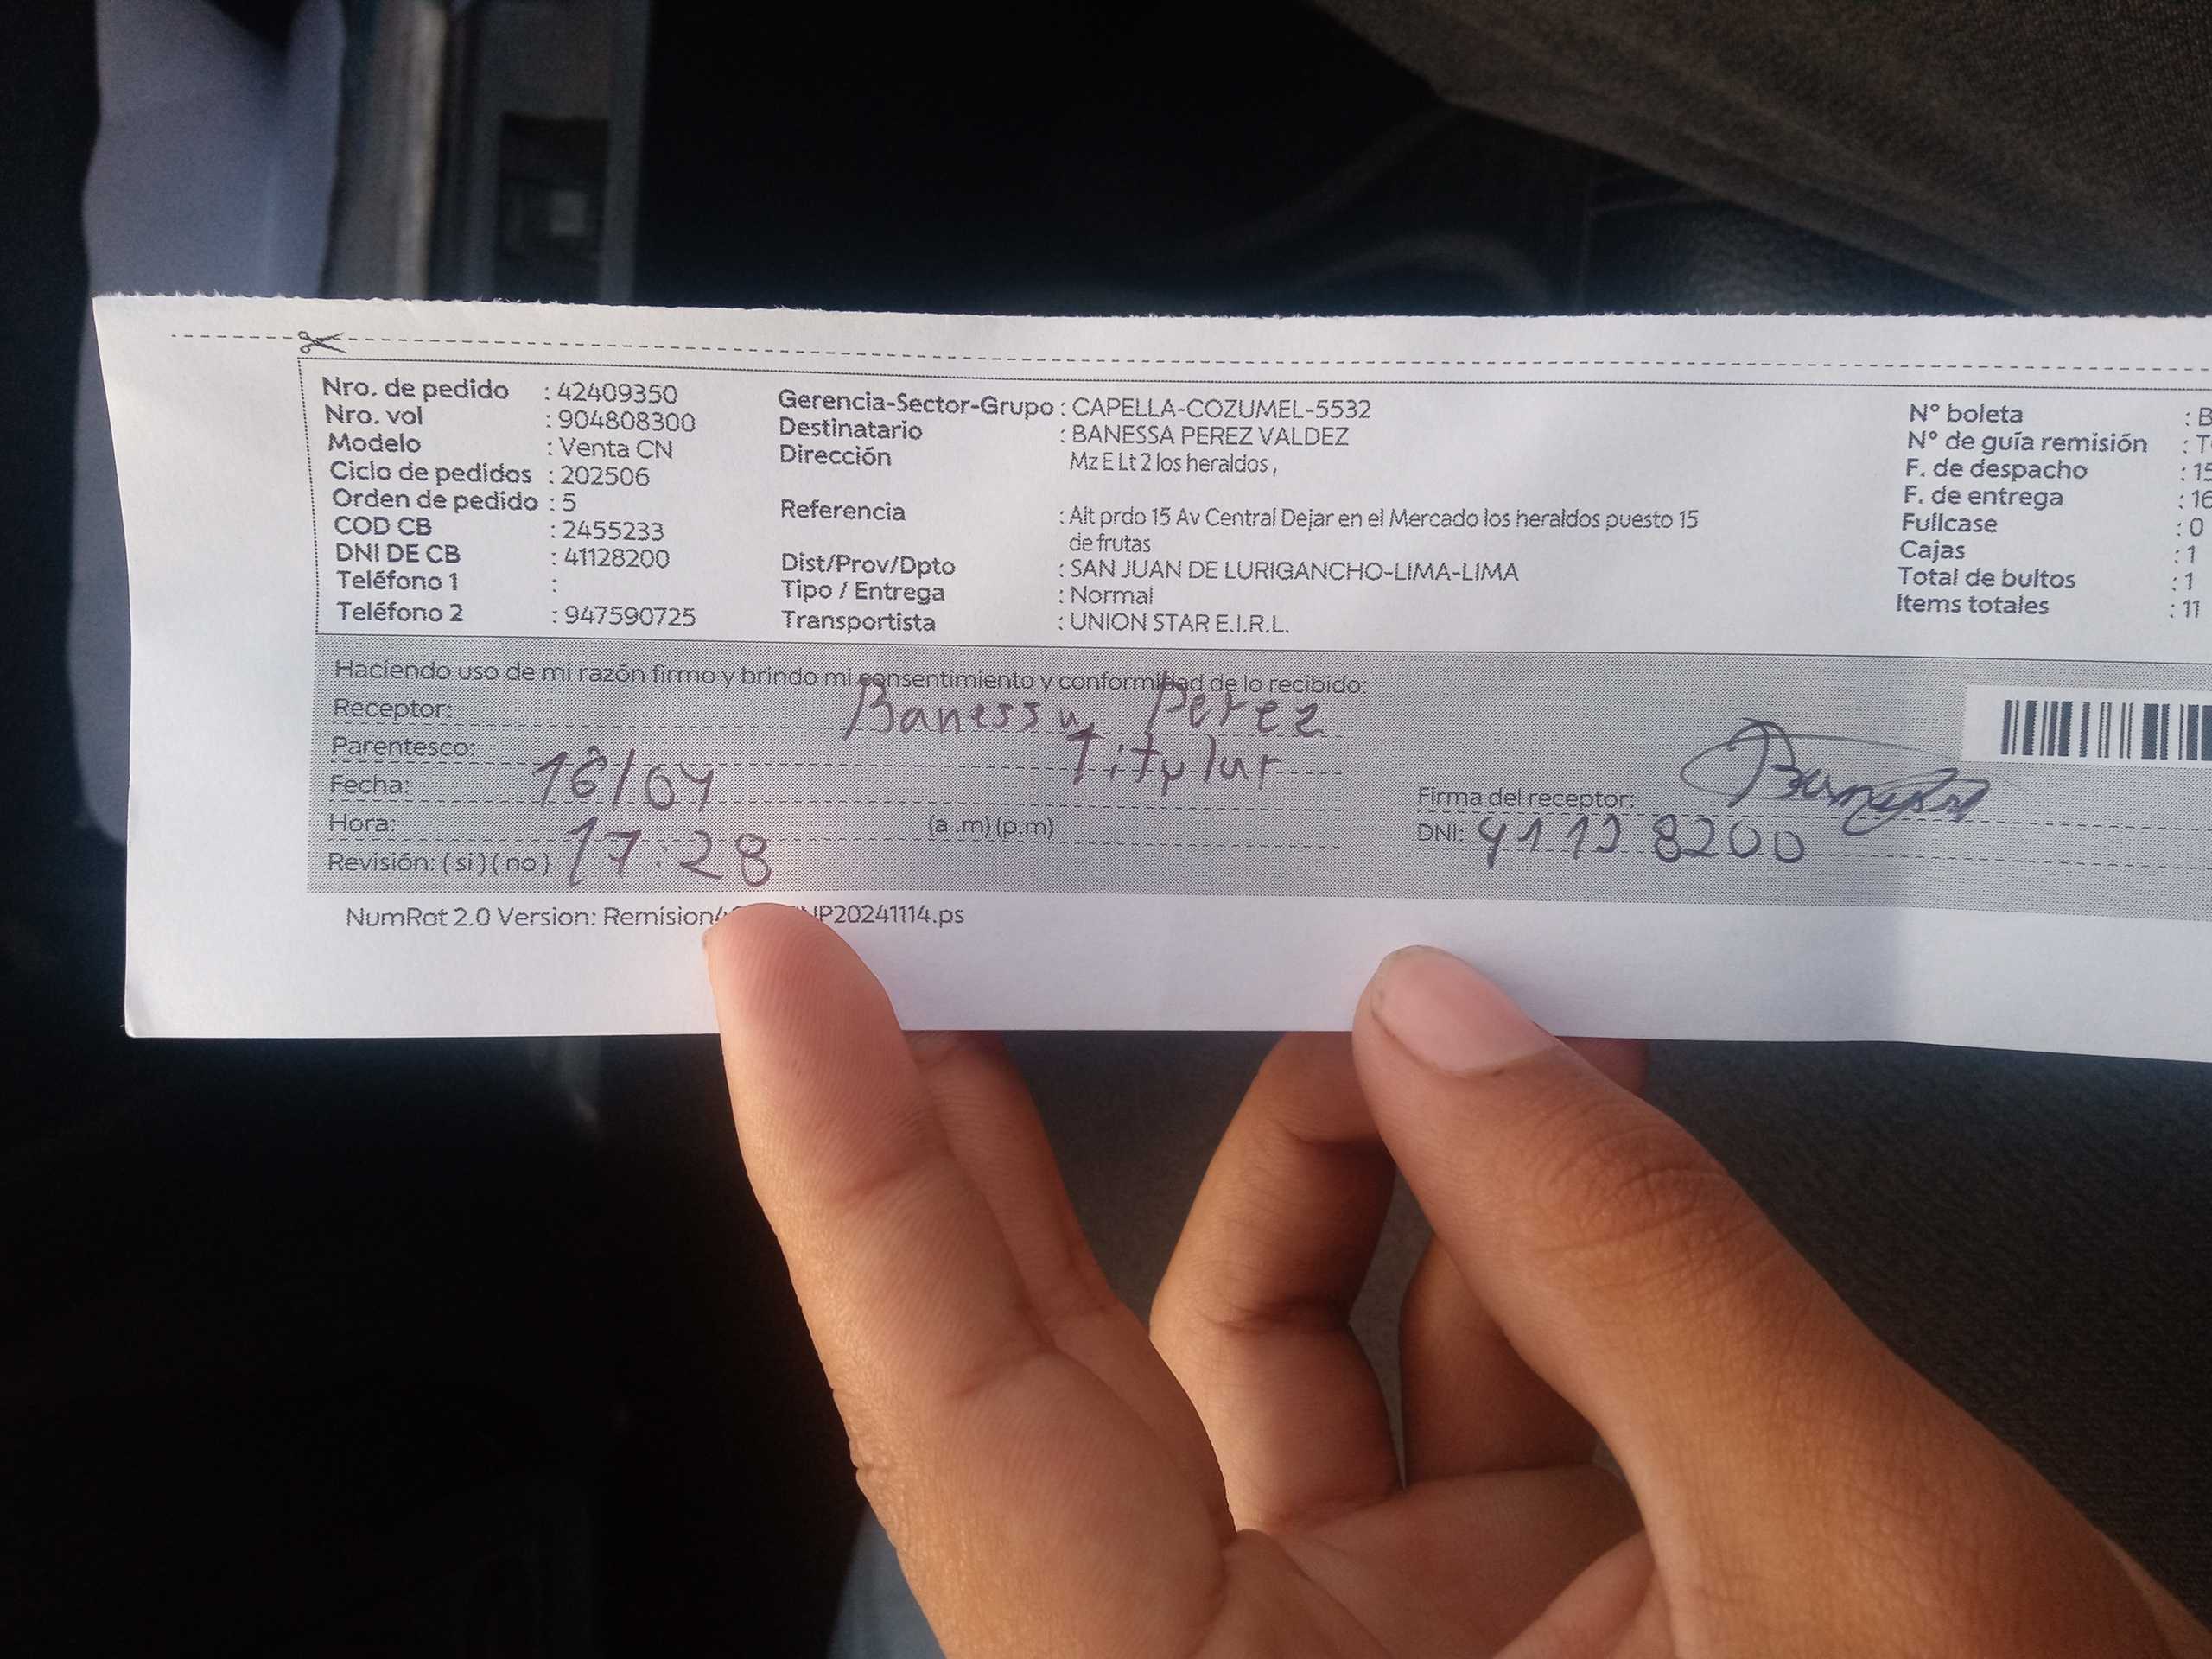 Nro. de pedido : 42409350
Nro. vol : 904808300
Modelo : Venta CN
Ciclo de pedidos : 202506
Orden de pedido : 5
COD CB : 2455233
DNI DE CB : 41128200
Teléfono 1 :
Teléfono 2 : 947590725
Gerencia-Sector-Grupo : CAPELLA-COZUMEL-5532
Destinatario : BANESSA PEREZ VALDEZ
Dirección Mz E Lt 2 los heraldos ,
Referencia : Alt prdo 15 Av Central Dejar en el Mercado los heraldos puesto 15
de frutas
Dist/Prov/Dpto : SAN JUAN DE LURIGANCHO-LIMA-LIMA
Tipo / Entrega : Normal
Transportista : UNION STAR E.I.R.L.
N° boleta : B
N° de guía remisión : T
F. de despacho : 15
F. de entrega : 16
Fullcase : 0
Cajas : 1
Total de bultos : 1
Items totales : 11
Haciendo uso de mi razón firmo y brindo mi consentimiento y conformidad de lo recibido:
Receptor: Banessa Perez
Parentesco: Titular
Fecha: 16/04
Hora: 17:28 (a .m) (p.m)
Revisión: ( si ) ( no )
Firma del receptor:
DNI: 41128200
NumRot 2.0 Version: P20241114.ps